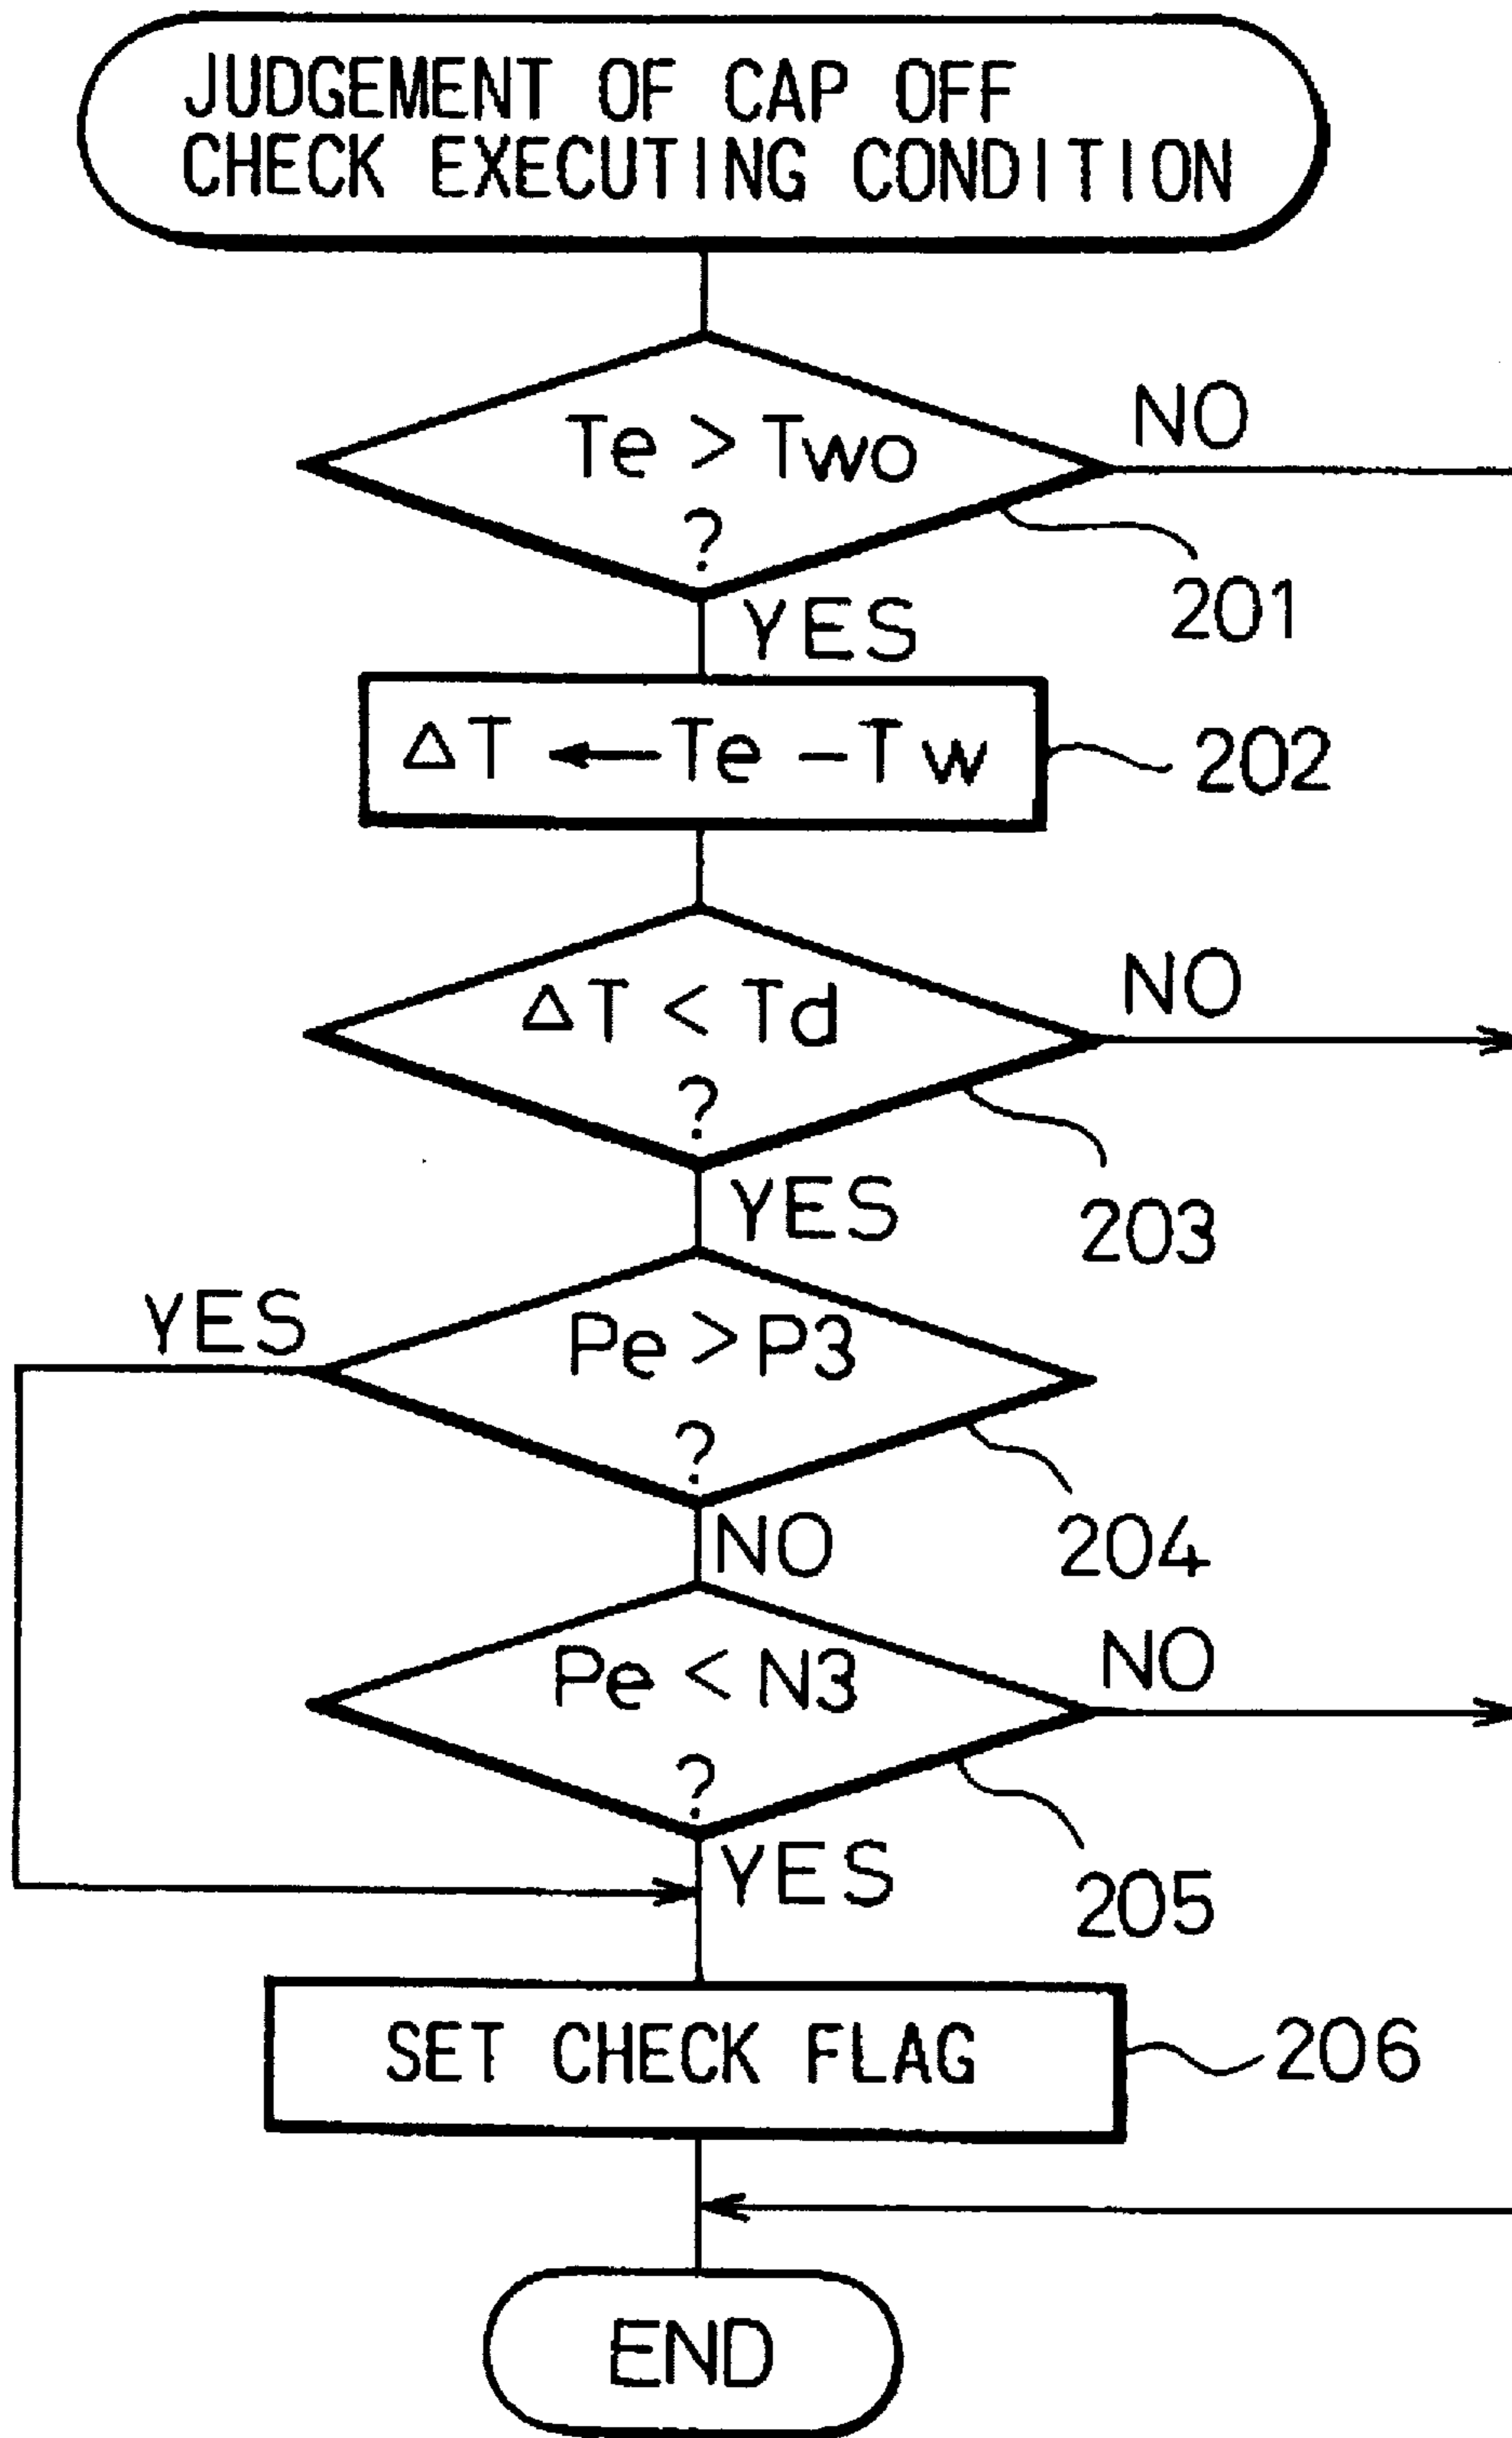 JUDGEMENT OF CAP OFF
CHECK EXECUTING CONDITION
Te > Two
?
NO
201
YES
ΔT ← Te - Tw
202
ΔT < Td
?
NO
203
YES
Pe > P3
?
YES
204
NO
Pe < N3
?
NO
205
YES
SET CHECK FLAG
206
END